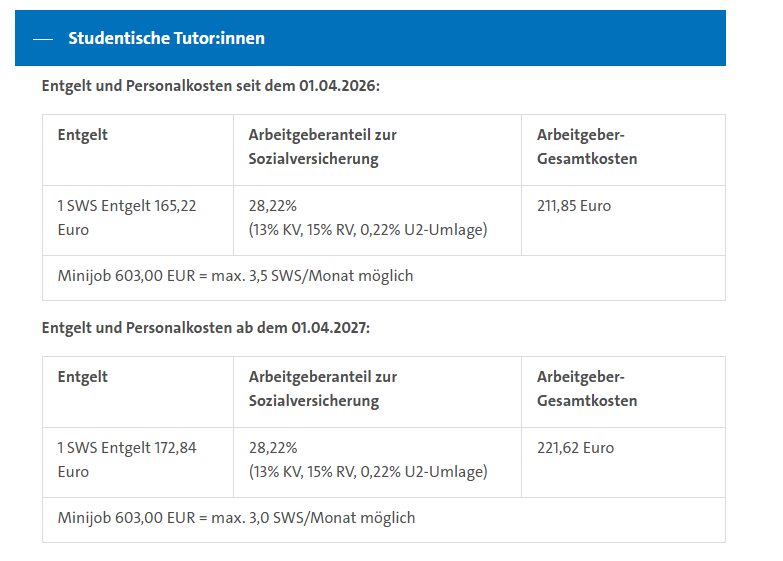 Studentische Tutor:innen
Entgelt und Personalkosten seit dem 01.04.2026:
Entgelt
Arbeitgeberanteil zur
Sozialversicherung
Arbeitgeber-
Gesamtkosten
1 SWS Entgelt 165,22
Euro
28,22%
(13% KV, 15% RV, 0,22% U2-Umlage)
211,85 Euro
Minijob 603,00 EUR = max. 3,5 SWS/Monat möglich
Entgelt und Personalkosten ab dem 01.04.2027:
Entgelt
Arbeitgeberanteil zur
Sozialversicherung
Arbeitgeber-
Gesamtkosten
1 SWS Entgelt 172,84
Euro
28,22%
(13% KV, 15% RV, 0,22% U2-Umlage)
221,62 Euro
Minijob 603,00 EUR = max. 3,0 SWS/Monat möglich